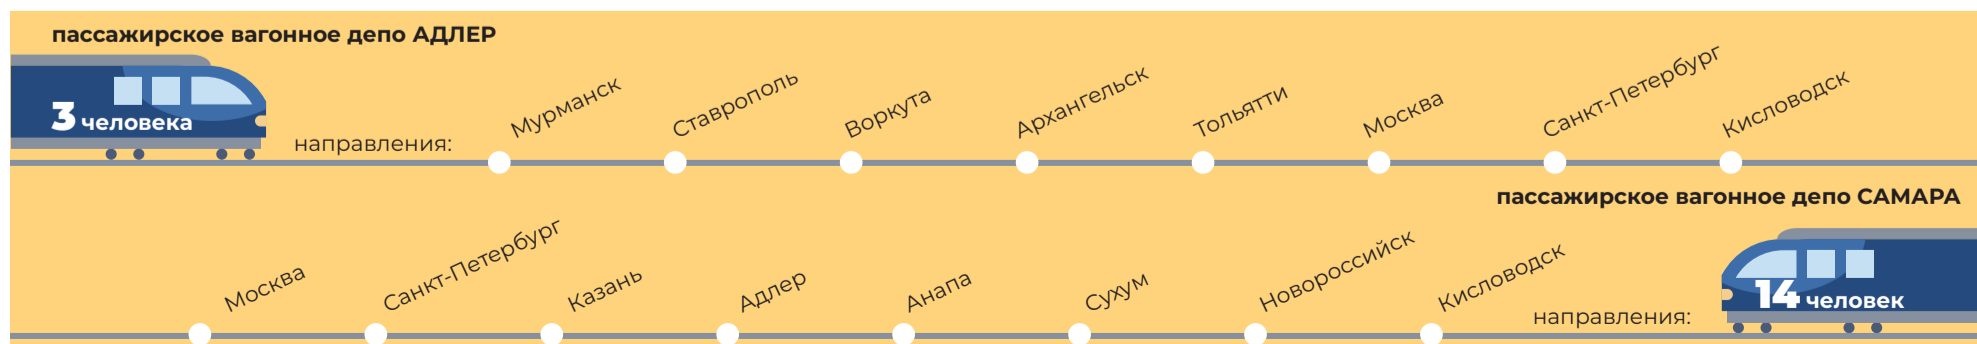 пассажирское вагонное депо АДЛЕР
3 человека
направления:
Мурманск
Ставрополь
Воркута
Архангельск
Тольятти
Москва
Санкт-Петербург
Кисловодск
пассажирское вагонное депо САМАРА
Москва
Санкт-Петербург
Казань
Адлер
Анапа
Сухум
Новороссийск
Кисловодск
направления:
14 человек